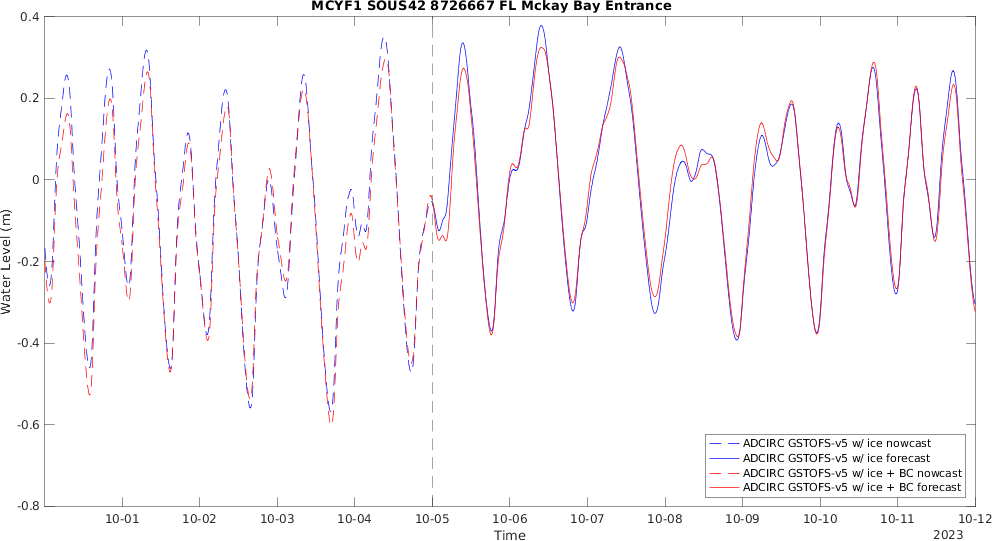 MCYF1 SOUS42 8726667 FL Mckay Bay Entrance
Water Level (m)
0.4
0.2
0
-0.2
-0.4
-0.6
-0.8
ADCIRC GSTOFS-v5 w/ ice nowcast
ADCIRC GSTOFS-v5 w/ ice forecast
ADCIRC GSTOFS-v5 w/ ice + BC nowcast
ADCIRC GSTOFS-v5 w/ ice + BC forecast
10-01 10-02 10-03 10-04 10-05 10-06 10-07 10-08 10-09 10-10 10-11 10-12
Time
2023